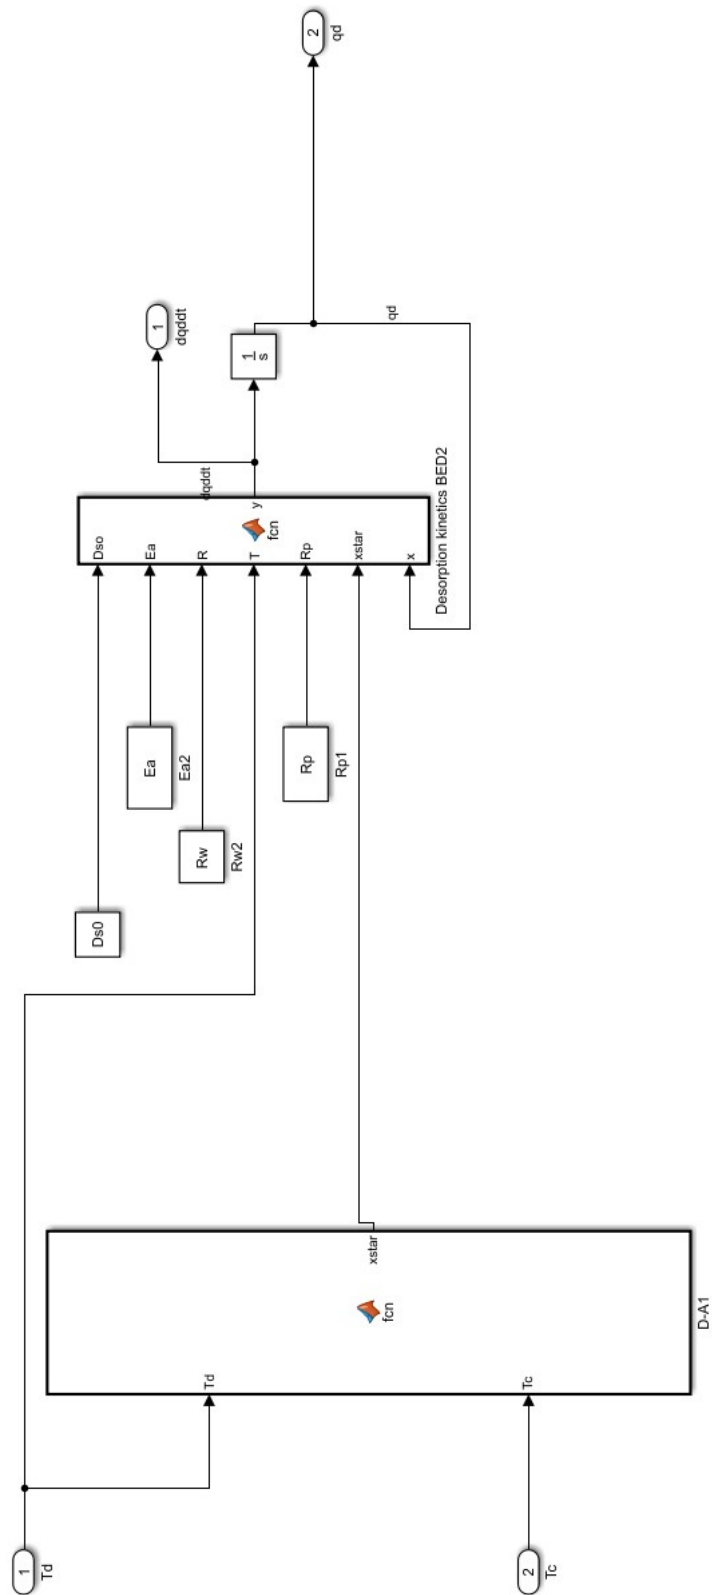 1
Td
2
Tc
Td
Tc
fcn
xstar
D-A1
Ds0
Rw
Rw2
Ea
Ea2
Rp
Rp1
Dso
Ea
R
T
Rp
xstar
x
fcn
y
Desorption kinetics BED2
dqddt
1
s
1
dqddt
qd
2
qd